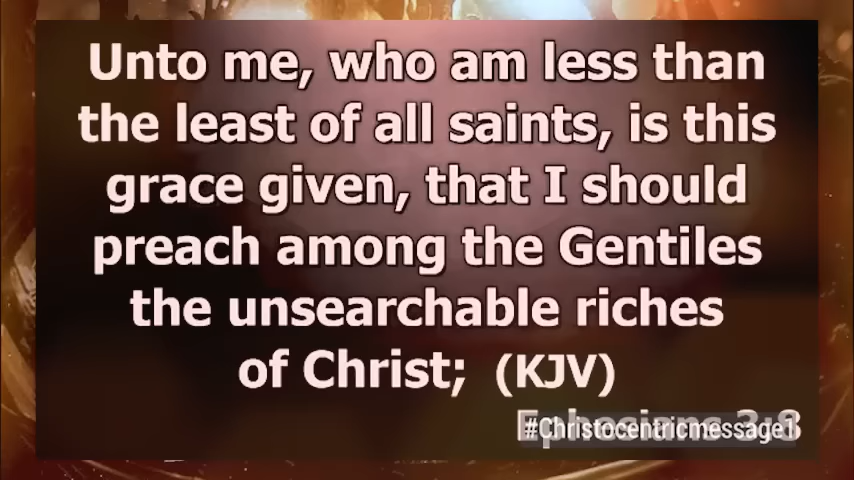 Unto me, who am less than
the least of all saints, is this
grace given, that I should
preach among the Gentiles
the unsearchable riches
of Christ; (KJV)
Ephesians 3:8
#Christocentricmessage1